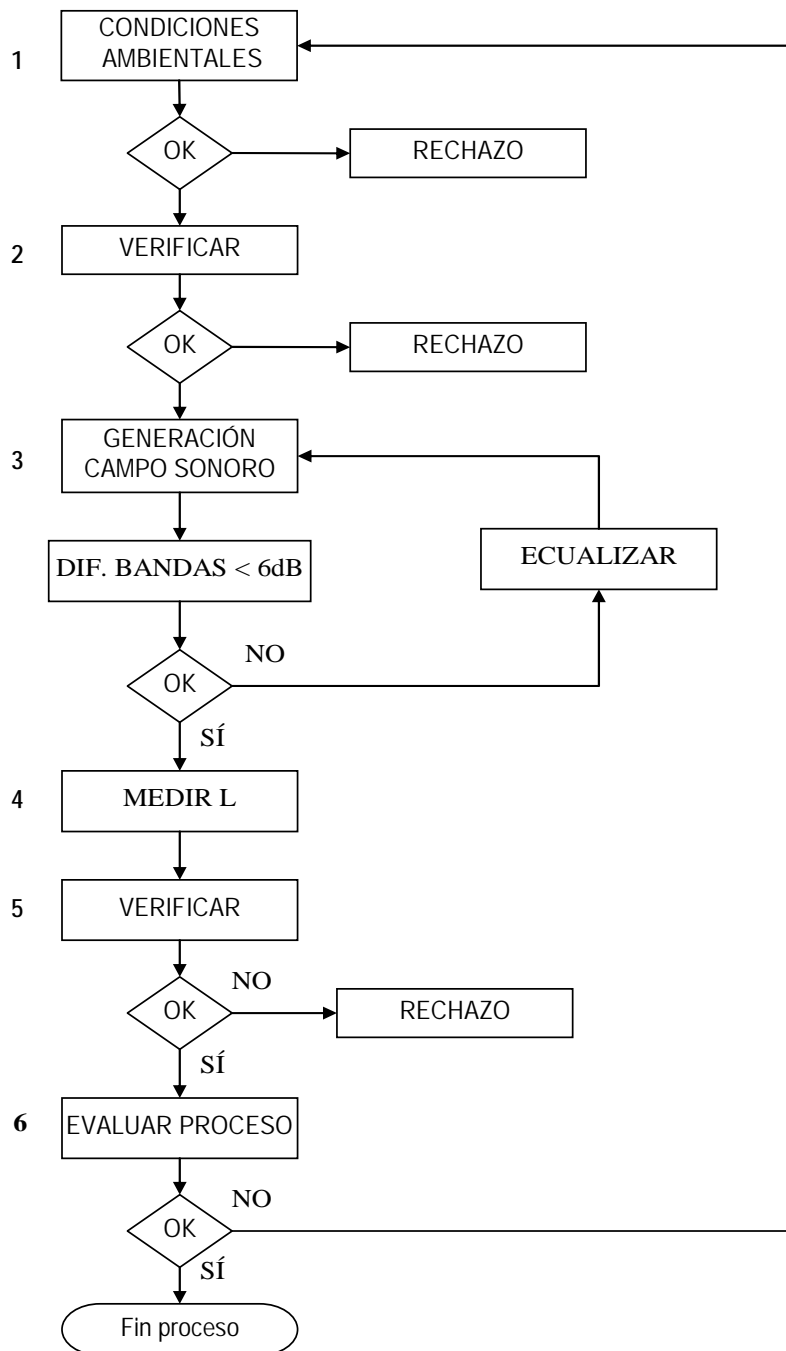 CONDICIONES
AMBIENTALES
1
OK
RECHAZO
2
VERIFICAR
OK
RECHAZO
GENERACIÓN
CAMPO SONORO
3
DIF. BANDAS < 6dB
ECUALIZAR
NO
OK
SÍ
4
MEDIR L
5
VERIFICAR
NO
OK
RECHAZO
SÍ
6
EVALUAR PROCESO
NO
OK
SÍ
Fin proceso